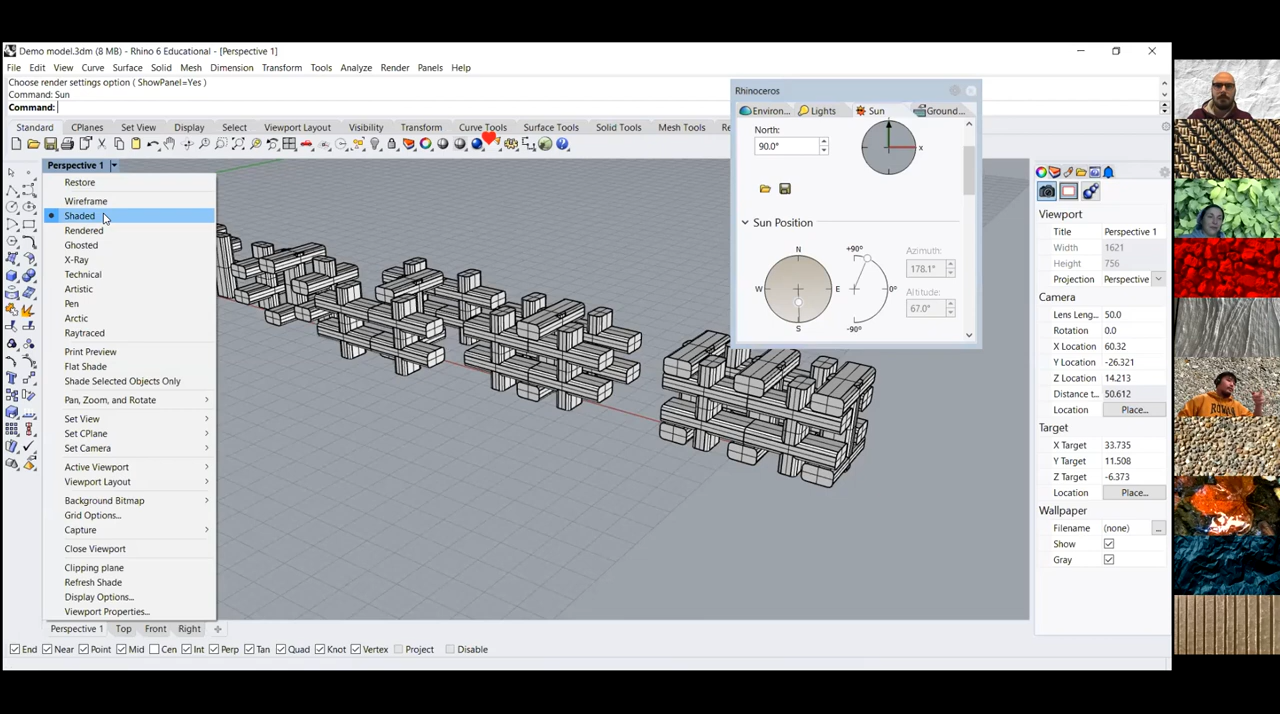 Demo model.3dm (8 MB) - Rhino 6 Educational - [Perspective 1]
File Edit View Curve Surface Solid Mesh Dimension Transform Tools Analyze Render Panels Help
Choose render settings option ( ShowPanel=Yes )
Command: Sun
Command:
Standard CPlanes Set View Display Select Viewport Layout Visibility Transform Curve Tools Surface Tools Solid Tools Mesh Tools Re
Perspective 1
Restore
Wireframe
Shaded
Rendered
Ghosted
X-Ray
Technical
Artistic
Pen
Arctic
Raytraced
Print Preview
Flat Shade
Shade Selected Objects Only
Pan, Zoom, and Rotate
Set View
Set CPlane
Set Camera
Active Viewport
Viewport Layout
Background Bitmap
Grid Options...
Capture
Close Viewport
Clipping plane
Refresh Shade
Display Options...
Viewport Properties...
Rhinoceros
Environ... Lights Sun Ground...
North:
90.0°
x
Sun Position
N
W E
S
+90°
0°
-90°
Azimuth:
178.1°
Altitude:
67.0°
Viewport
Title Perspective 1
Width 1621
Height 756
Projection Perspective
Camera
Lens Leng... 50.0
Rotation 0.0
X Location 60.32
Y Location -26.321
Z Location 14.213
Distance t... 50.612
Location Place...
Target
X Target 33.735
Y Target 11.508
Z Target -6.373
Location Place...
Wallpaper
Filename (none) ...
Show
Gray
Perspective 1 Top Front Right
End Near Point Mid Cen Int Perp Tan Quad Knot Vertex Project Disable